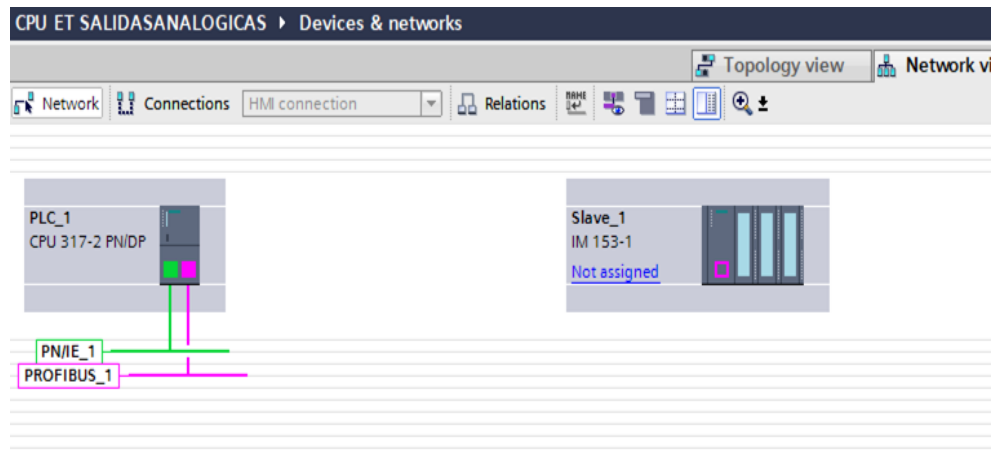 CPU ET SALIDASANALOGICAS ▸ Devices & networks
Topology view Network vi
Network Connections HMI connection Relations NAME
PLC_1
CPU 317-2 PN/DP
Slave_1
IM 153-1
Not assigned
PN/IE_1
PROFIBUS_1